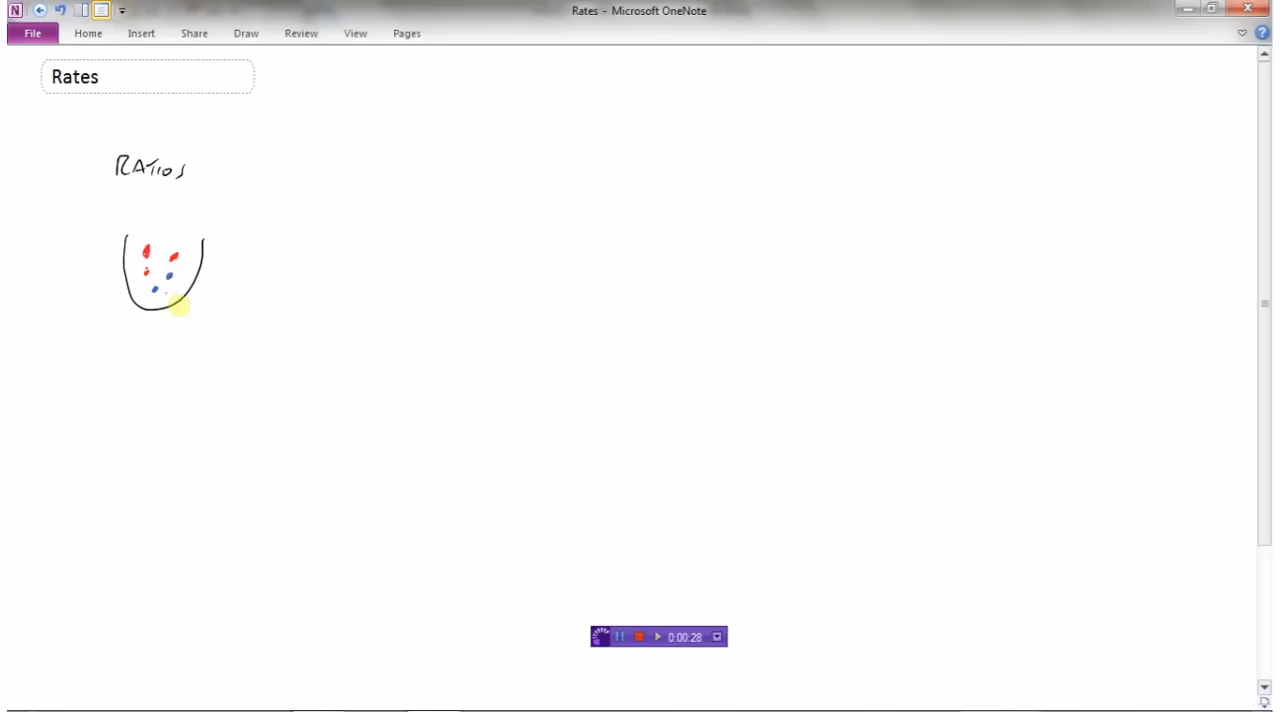 Rates - Microsoft OneNote
File Home Insert Share Draw Review View Pages
Rates
RATIOS
0:00:28